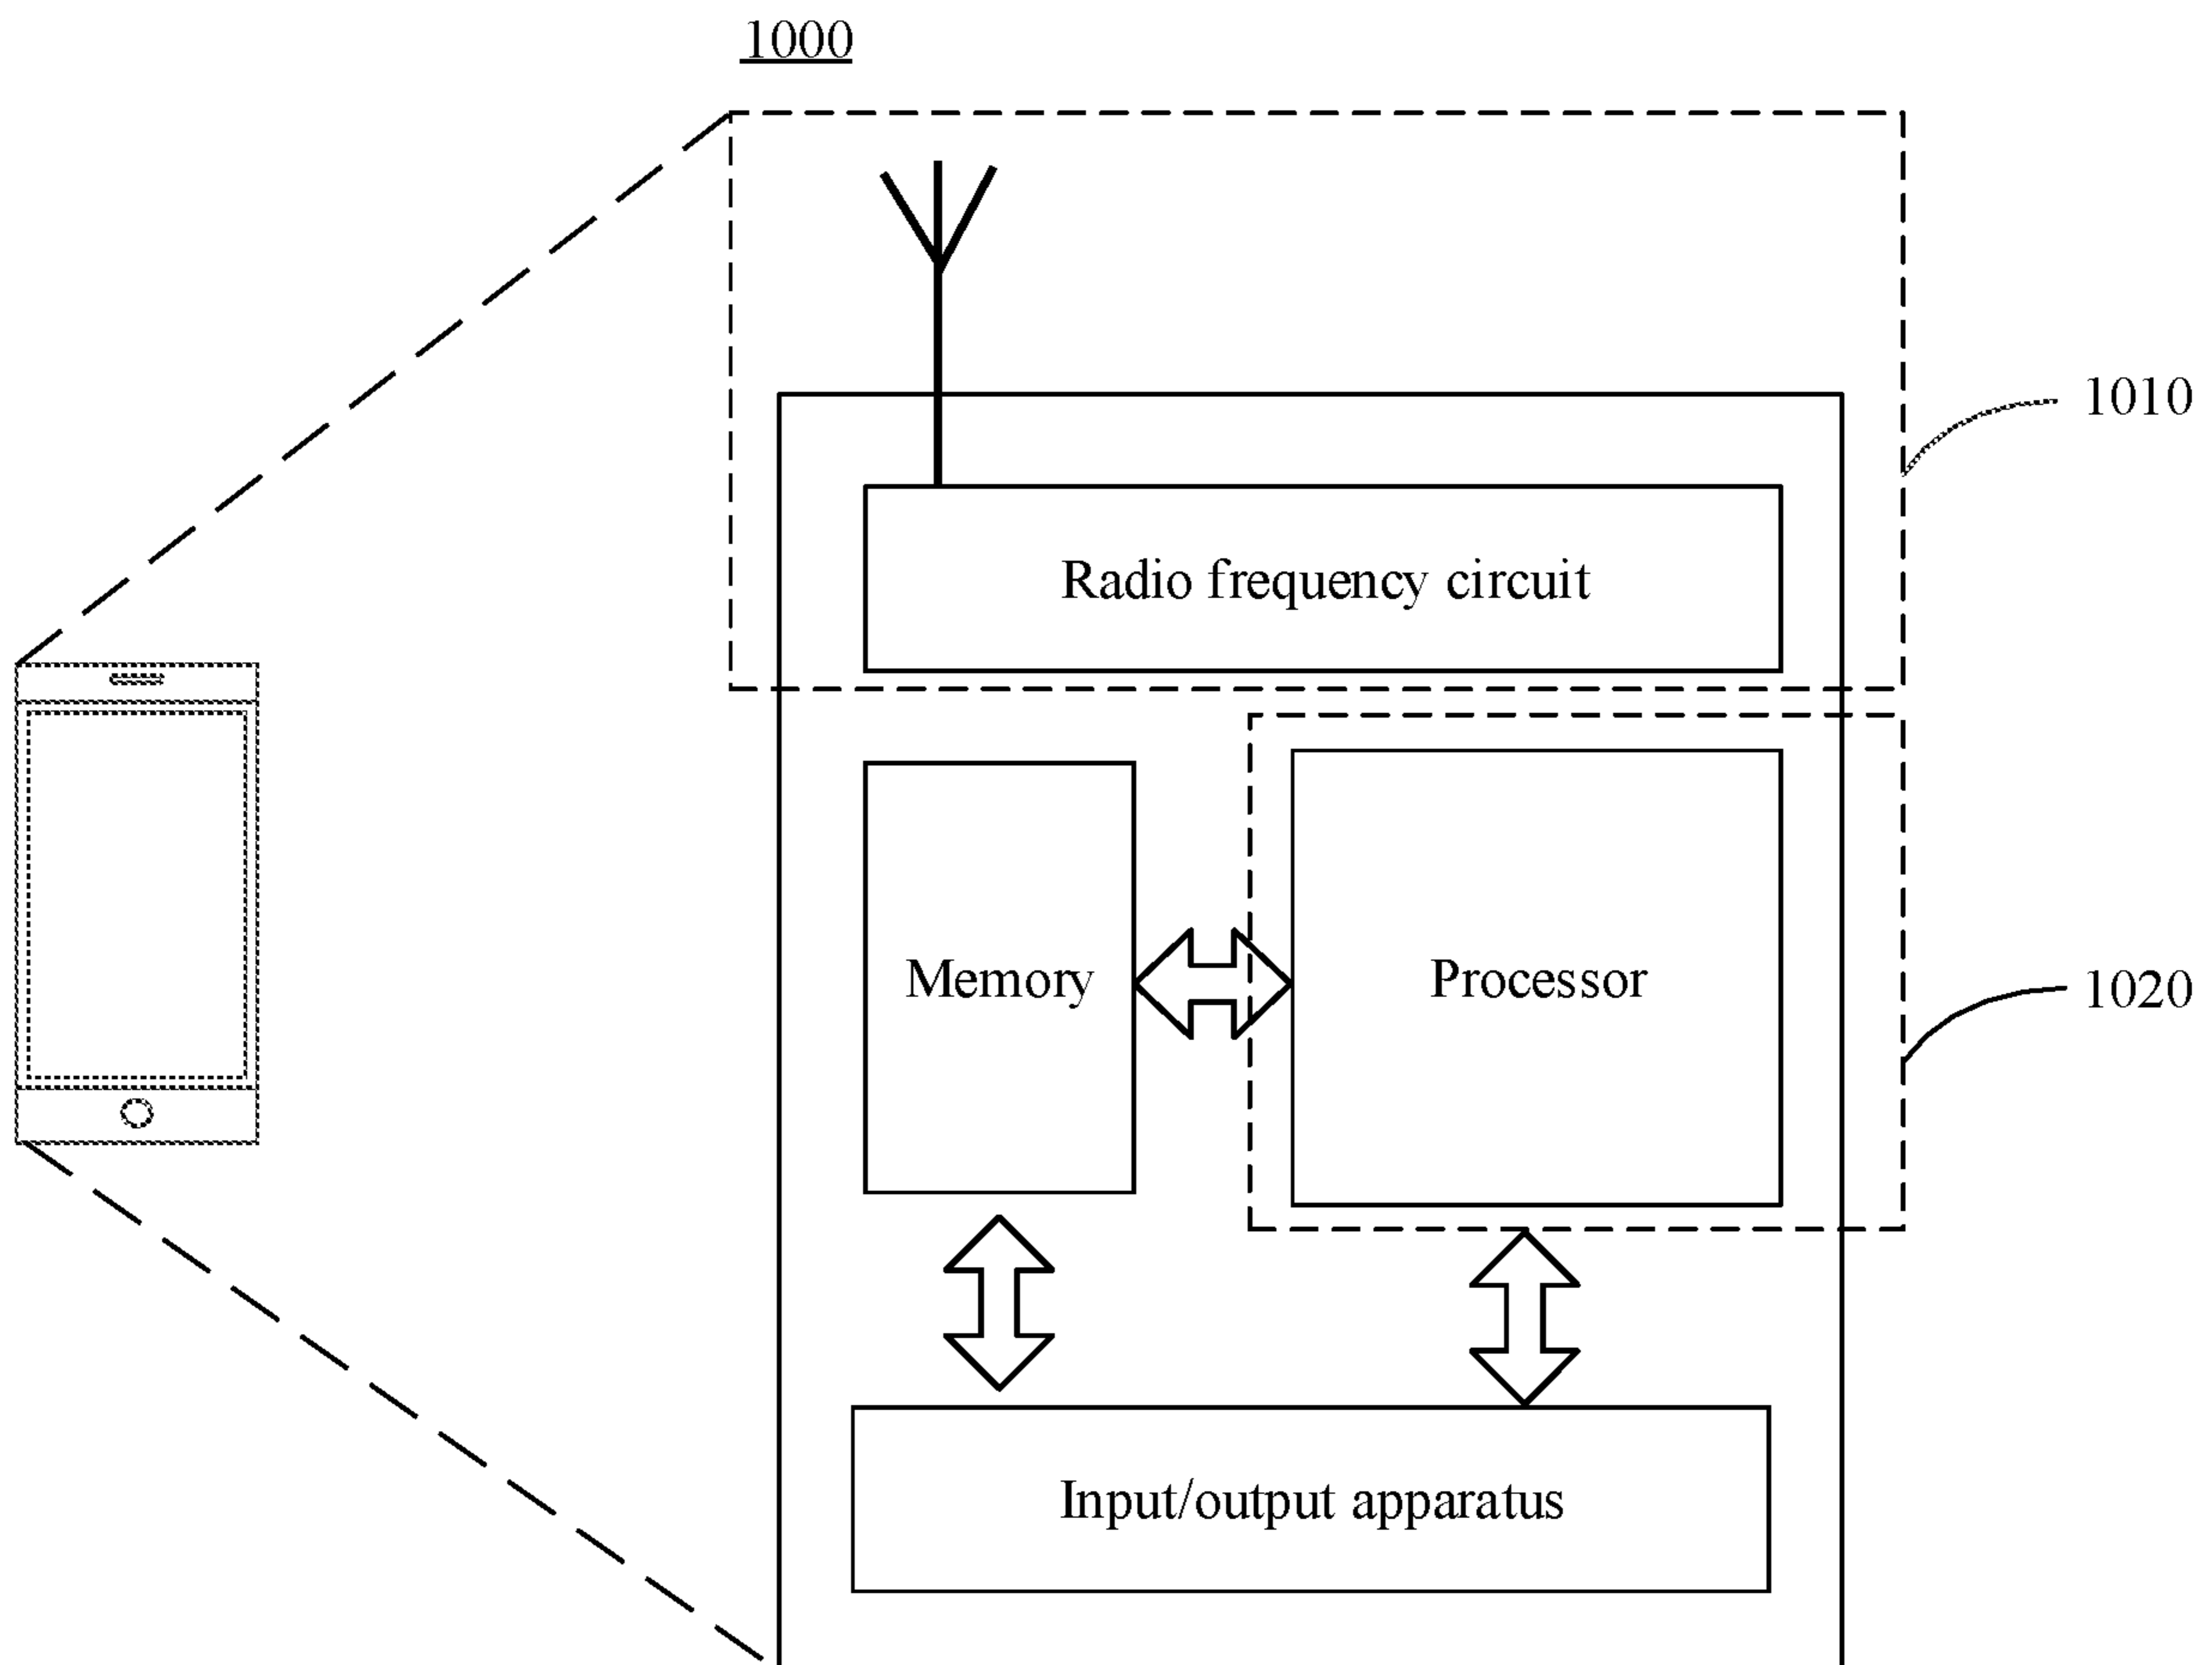 1000
1010
Radio frequency circuit
Memory
Processor
1020
Input/output apparatus